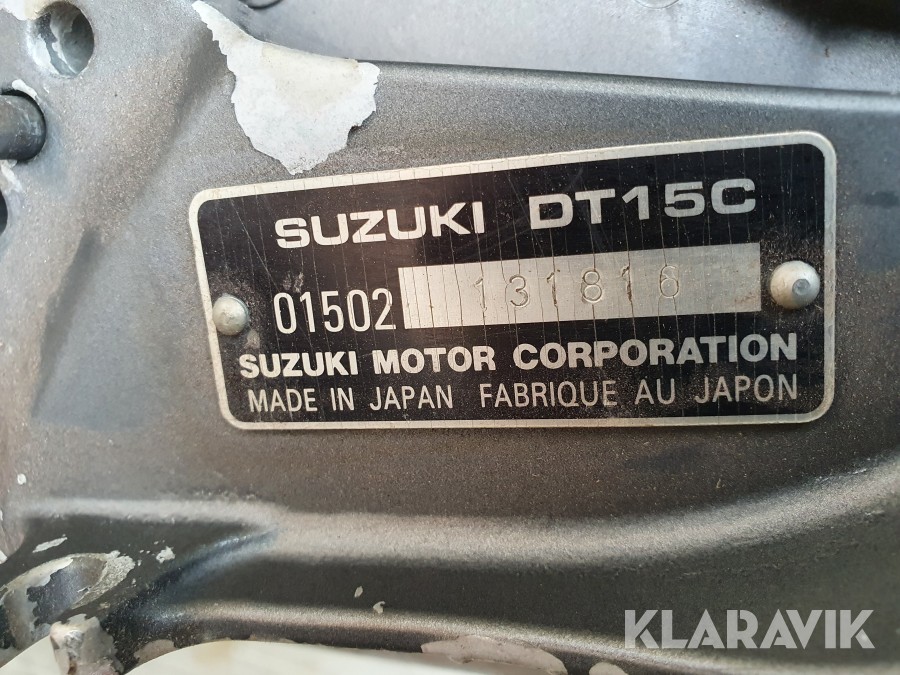 SUZUKI DT15C
01502 131816
SUZUKI MOTOR CORPORATION
MADE IN JAPAN FABRIQUE AU JAPON
KLARAVIK